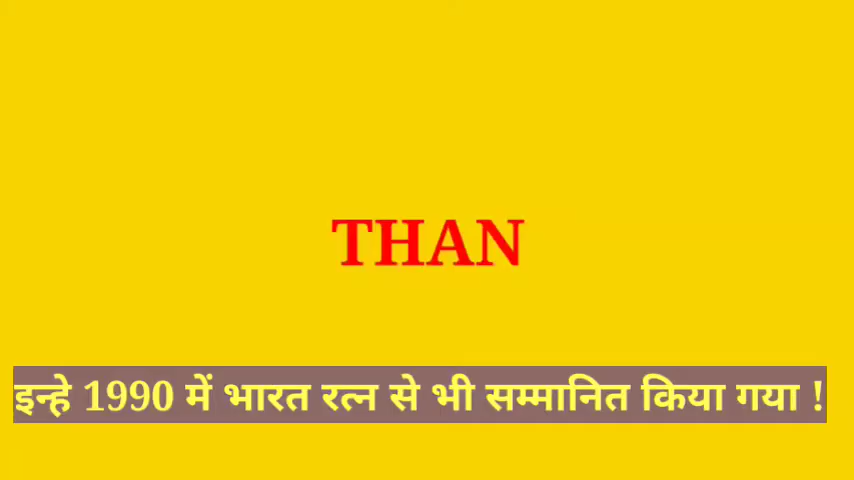 THAN
इन्हे 1990 में भारत रत्न से भी सम्मानित किया गया !